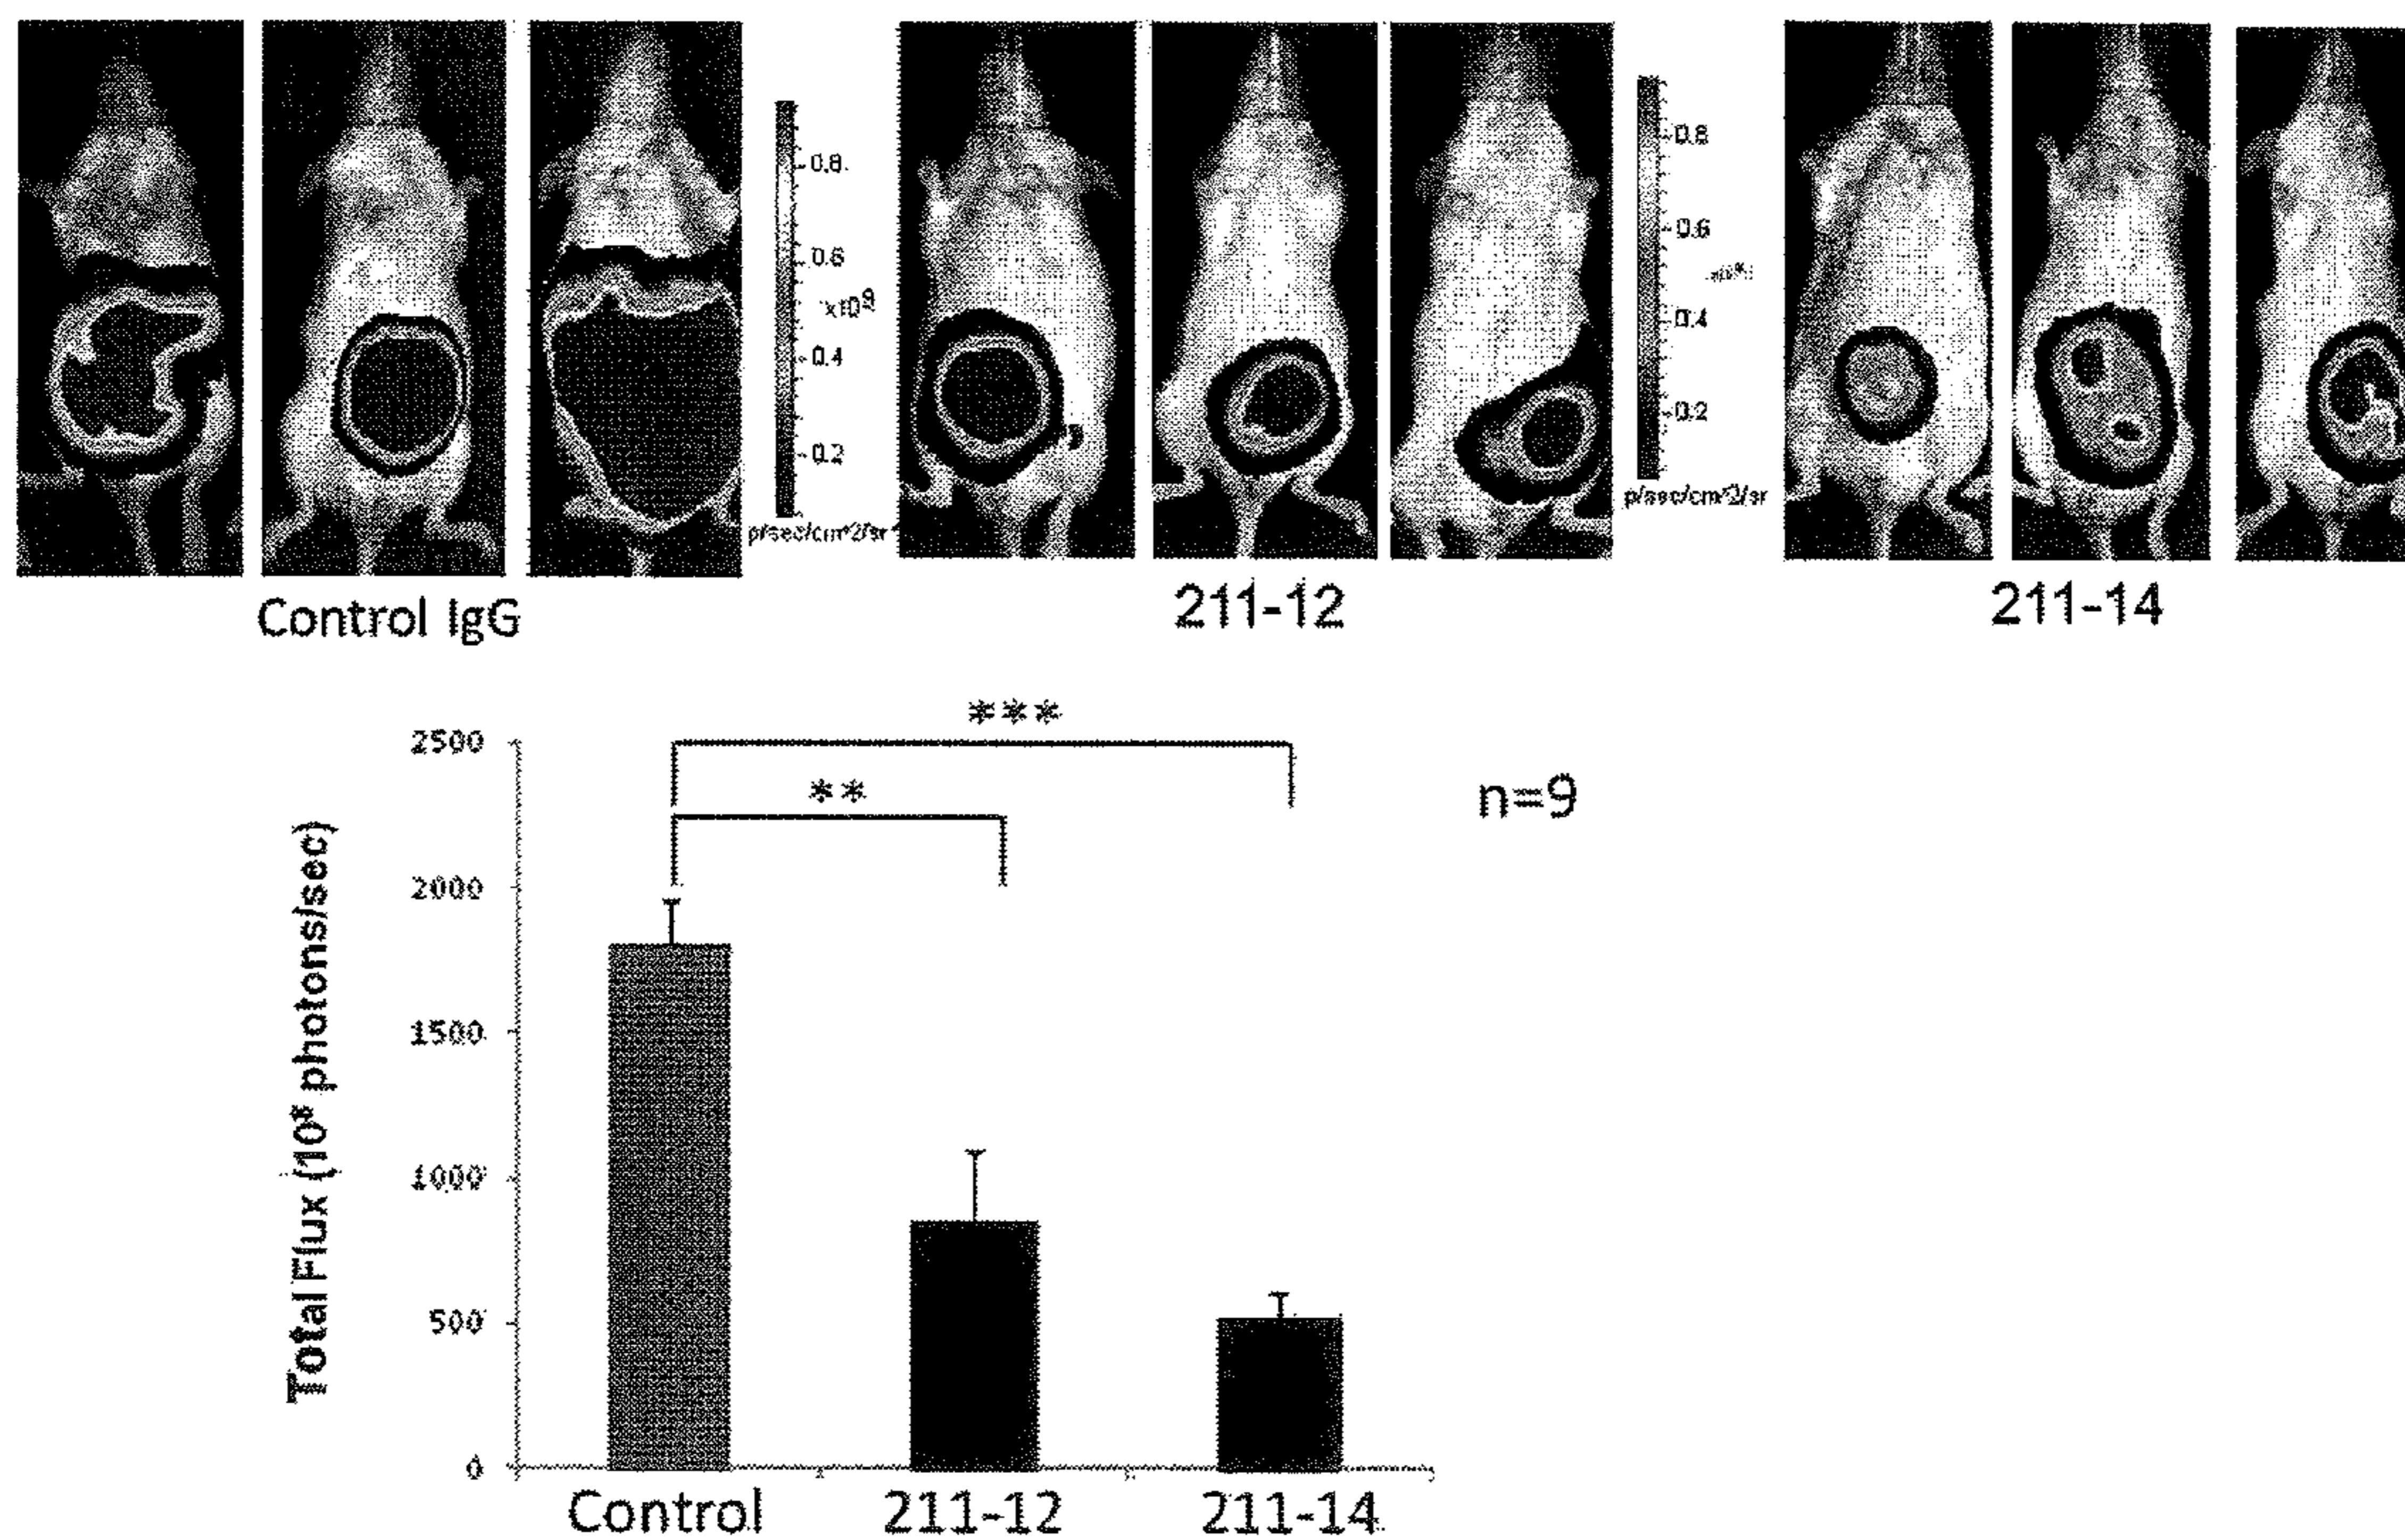 0.8
0.6
x10⁹
0.4
0.2
p/sec/cm^2/sr
0.8
0.6
0.4
0.2
p/sec/cm^2/sr
Control IgG
211-12
211-14
***
**
n=9
2500
2000
1500
1000
500
0
Total Flux (10⁸ photons/sec)
Control
211-12
211-14